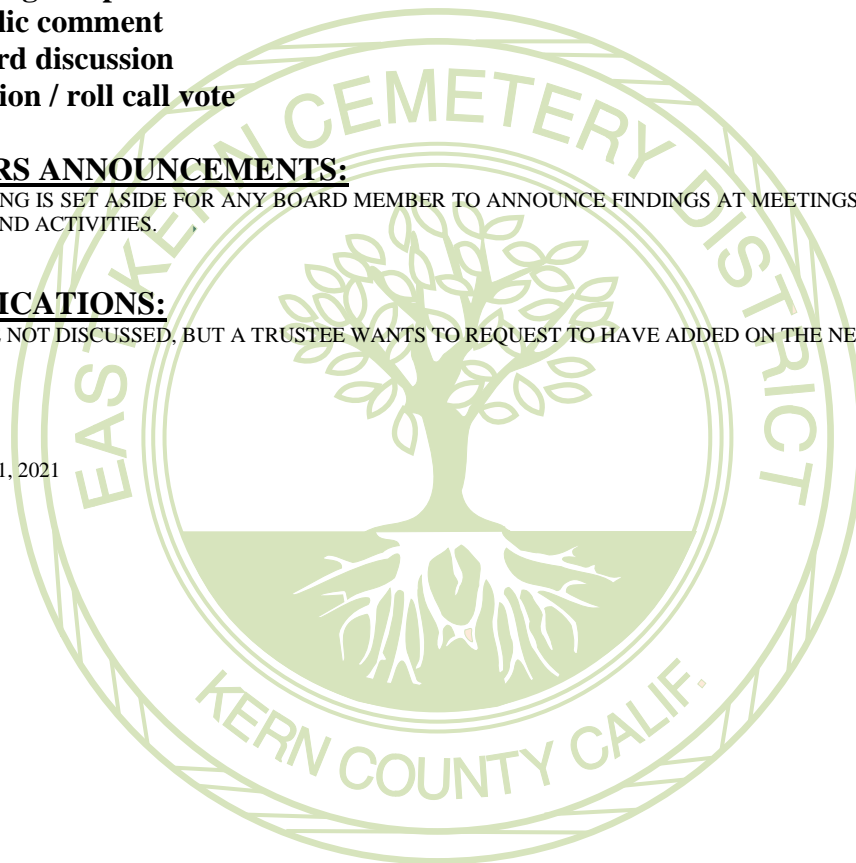 lic comment
rd discussion
ion / roll call vote
RS ANNOUNCEMENTS:
NG IS SET ASIDE FOR ANY BOARD MEMBER TO ANNOUNCE FINDINGS AT MEETINGS
ND ACTIVITIES.
ICATIONS:
NOT DISCUSSED, BUT A TRUSTEE WANTS TO REQUEST TO HAVE ADDED ON THE NE
1, 2021
EAST KERN CEMETERY DISTRICT
KERN COUNTY CALIF.